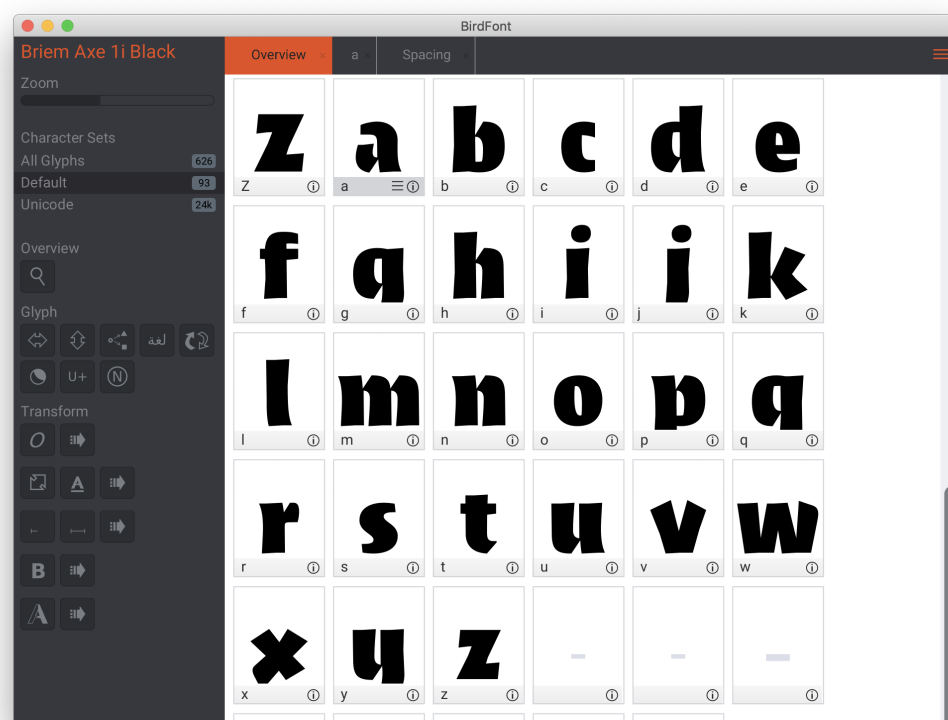 BirdFont
Briem Axe 1i Black
Overview × a × Spacing ×
Zoom
Character Sets
All Glyphs 626
Default 93
Unicode 24k
Overview
Glyph
لغة
U+ N
Transform
O
A
B
A
Z a b c d e
Z a b c d e
f g h i j k
f g h i j k
l m n o p q
l m n o p q
r s t u v w
r s t u v w
x y z
x y z